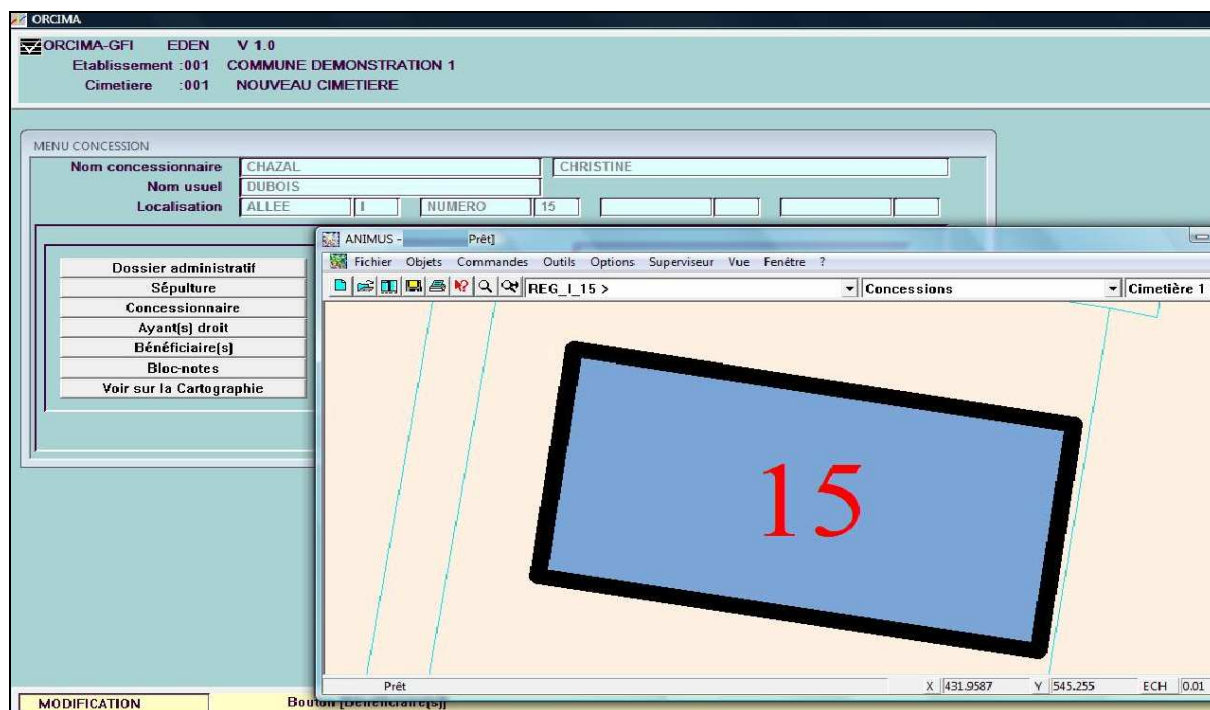 ORCIMA
ORCIMA-GFI EDEN V 1.0
Etablissement :001 COMMUNE DEMONSTRATION 1
Cimetiere :001 NOUVEAU CIMETIERE
MENU CONCESSION
Nom concessionnaire CHAZAL CHRISTINE
Nom usuel DUBOIS
Localisation ALLEE I NUMERO 15
Dossier administratif
Sépulture
Concessionnaire
Ayant(s) droit
Bénéficiaire(s)
Bloc-notes
Voir sur la Cartographie
ANIMUS - Prêt]
Fichier Objets Commandes Outils Options Superviseur Vue Fenêtre ?
REG_I_15 > Concessions Cimetière 1
15
Prêt X 431.9587 Y 545.255 ECH 0.01
MODIFICATION Bouton [Bénéficiaire(s)]